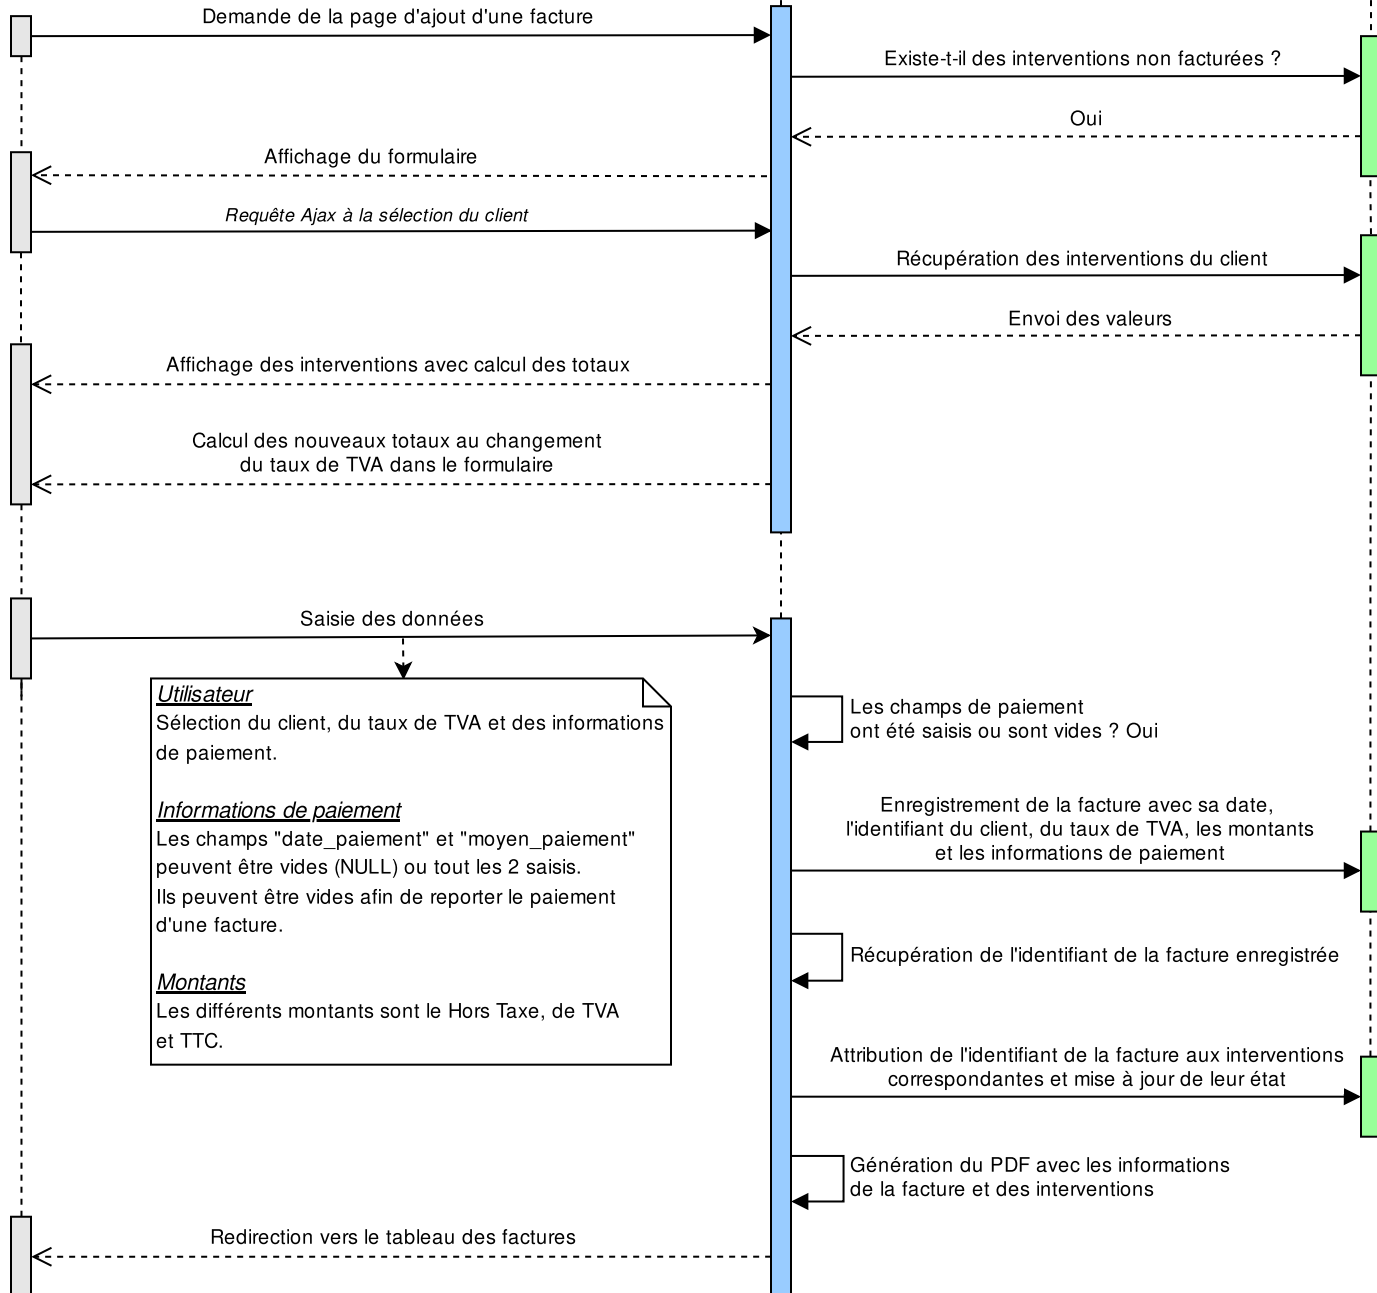 Demande de la page d'ajout d'une facture
Existe-t-il des interventions non facturées ?
Oui
Affichage du formulaire
Requête Ajax à la sélection du client
Récupération des interventions du client
Envoi des valeurs
Affichage des interventions avec calcul des totaux
Calcul des nouveaux totaux au changement
du taux de TVA dans le formulaire
Saisie des données
Utilisateur
Sélection du client, du taux de TVA et des informations
de paiement.
Informations de paiement
Les champs "date_paiement" et "moyen_paiement"
peuvent être vides (NULL) ou tout les 2 saisis.
Ils peuvent être vides afin de reporter le paiement
d'une facture.
Montants
Les différents montants sont le Hors Taxe, de TVA
et TTC.
Les champs de paiement
ont été saisis ou sont vides ? Oui
Enregistrement de la facture avec sa date,
l'identifiant du client, du taux de TVA, les montants
et les informations de paiement
Récupération de l'identifiant de la facture enregistrée
Attribution de l'identifiant de la facture aux interventions
correspondantes et mise à jour de leur état
Génération du PDF avec les informations
de la facture et des interventions
Redirection vers le tableau des factures